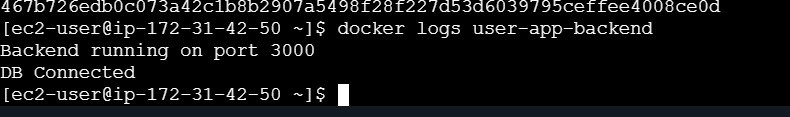 467b726edb0c073a42c1b8b2907a5498f28f227d53d6039795ceffee4008ce0d
[ec2-user@ip-172-31-42-50 ~]$ docker logs user-app-backend
Backend running on port 3000
DB Connected
[ec2-user@ip-172-31-42-50 ~]$